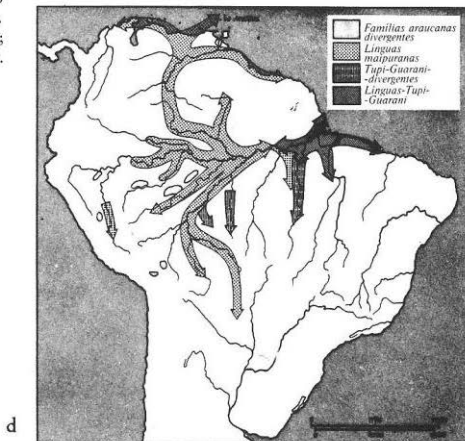 Famílias araucanas
divergentes
Línguas
maipuranas
Tupi-Guarani-
-divergentes
Línguas-Tupi-
-Guarani
d